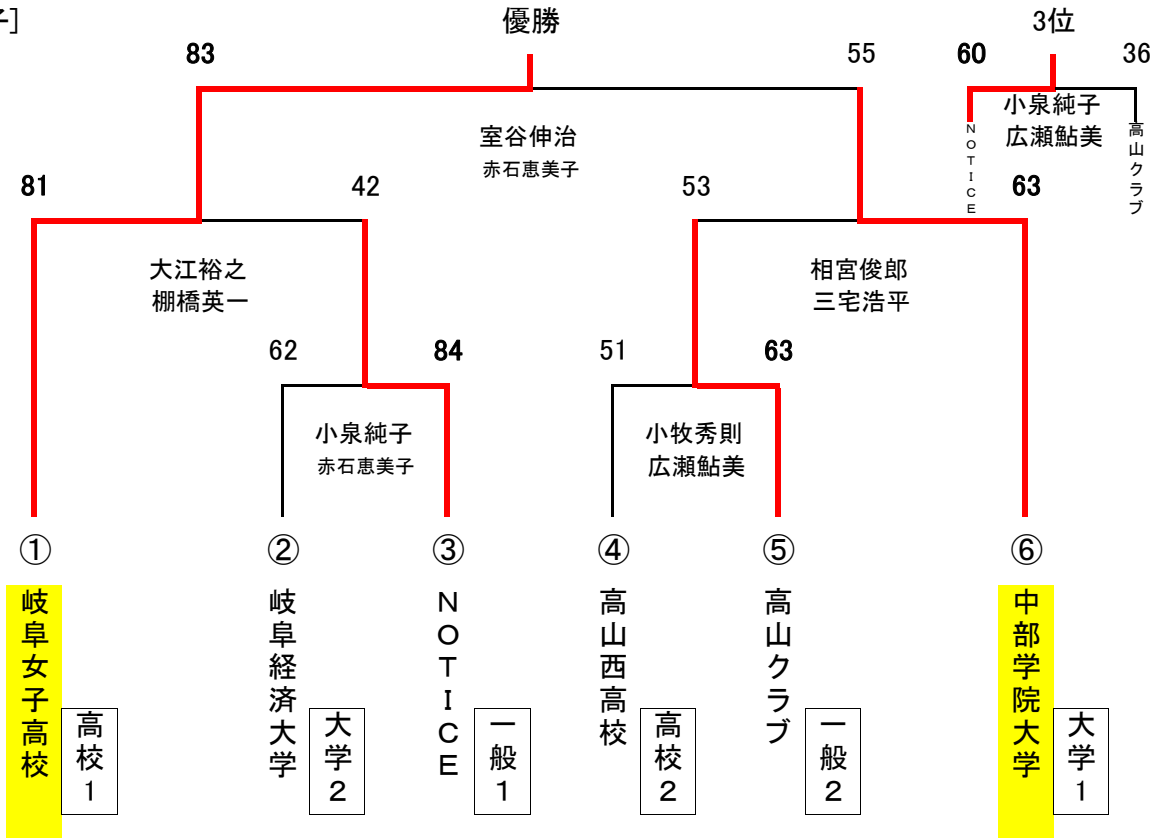 子]
優勝
3位
83
55
60
36
小泉純子
広瀬鮎美
NOTICE
高山クラブ
室谷伸治
赤石恵美子
81
42
53
63
大江裕之
棚橋英一
相宮俊郎
三宅浩平
62
84
51
63
小泉純子
赤石恵美子
小牧秀則
広瀬鮎美
①
②
③
④
⑤
⑥
岐阜女子高校
高校1
岐阜経済大学
大学2
NOTICE
一般1
高山西高校
高校2
高山クラブ
一般2
中部学院大学
大学1